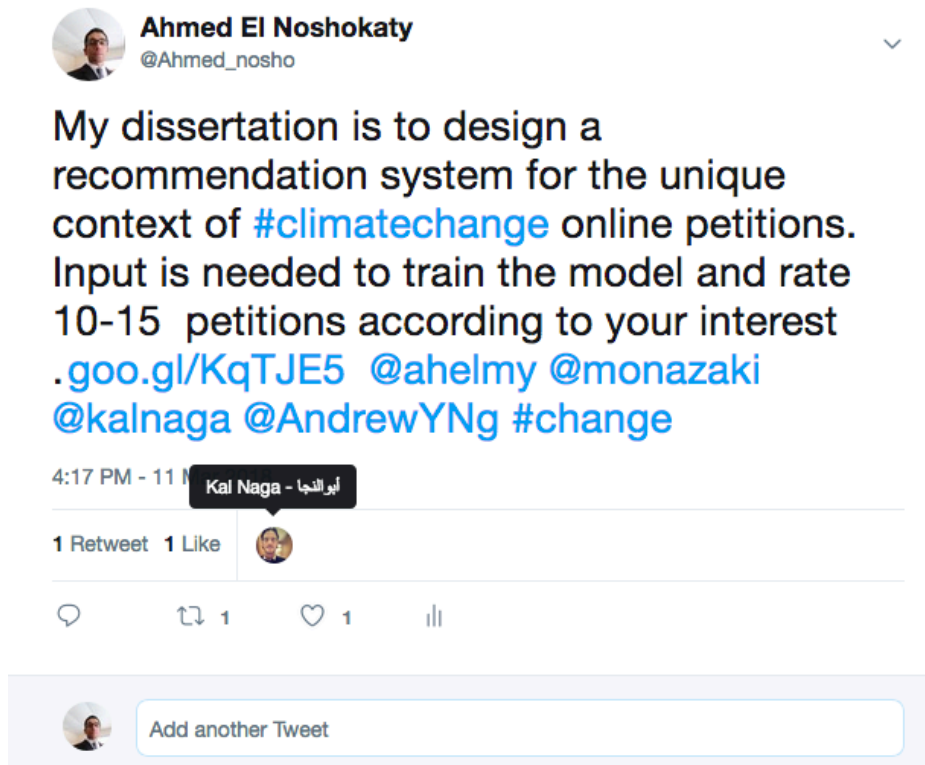 Ahmed El Noshokaty
@Ahmed_nosho
My dissertation is to design a
recommendation system for the unique
context of #climatechange online petitions.
Input is needed to train the model and rate
10-15  petitions according to your interest
.goo.gl/KqTJE5  @ahelmy @monazaki
@kalnaga @AndrewYNg #change
4:17 PM - 11
Kal Naga - أبو النجا
1 Retweet 1 Like
1 1
Add another Tweet